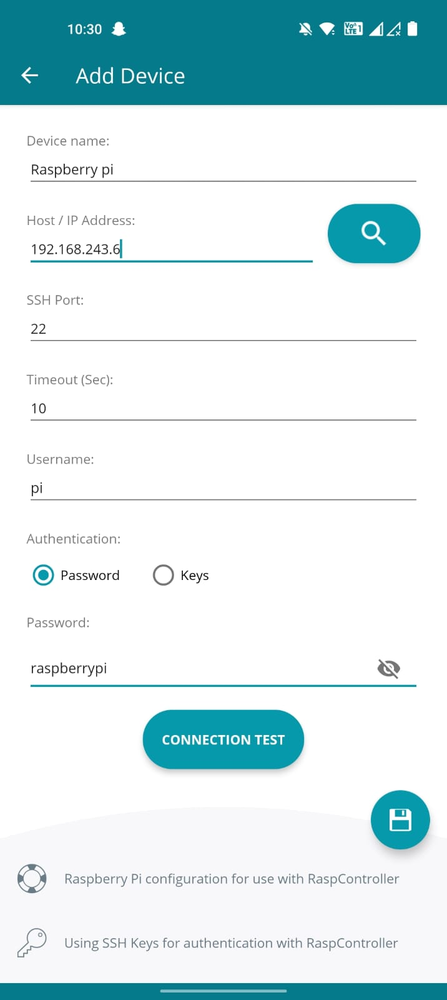 10:30
Vo)) LTE 1
Add Device
Device name:
Raspberry pi
Host / IP Address:
192.168.243.6
SSH Port:
22
Timeout (Sec):
10
Username:
pi
Authentication:
Password Keys
Password:
raspberrypi
CONNECTION TEST
Raspberry Pi configuration for use with RaspController
Using SSH Keys for authentication with RaspController